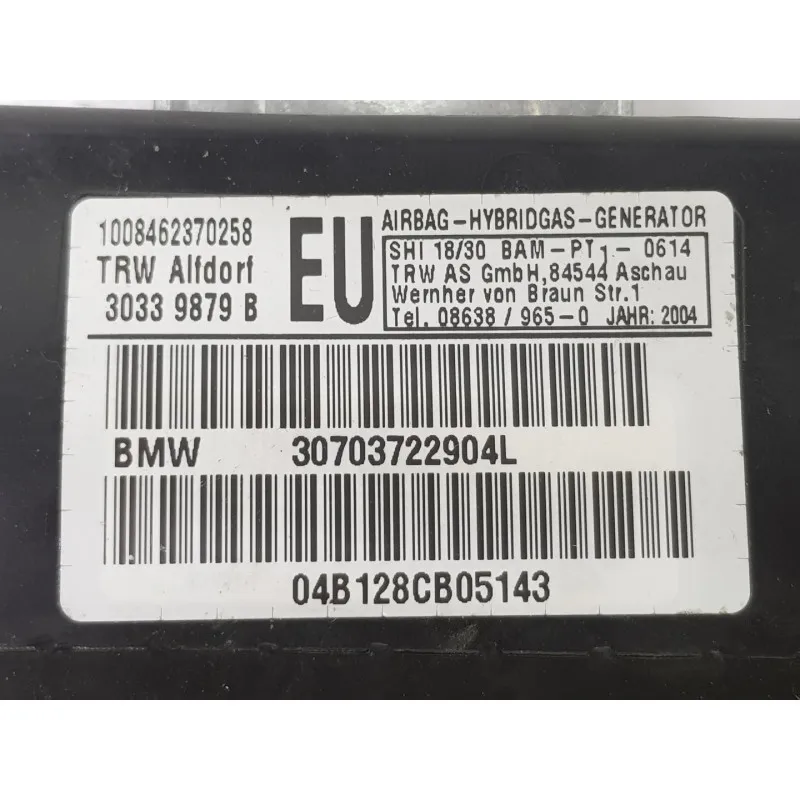 1008462370258
TRW Alfdorf
3033 9879 B
EU
AIRBAG-HYBRIDGAS-GENERATOR
SHI 18/30 BAM-PT1-0614
TRW AS GmbH,84544 Aschau
Wernher von Braun Str.1
Tel. 08638 / 965-0 JAHR: 2004
BMW 30703722904L
04B128CB05143